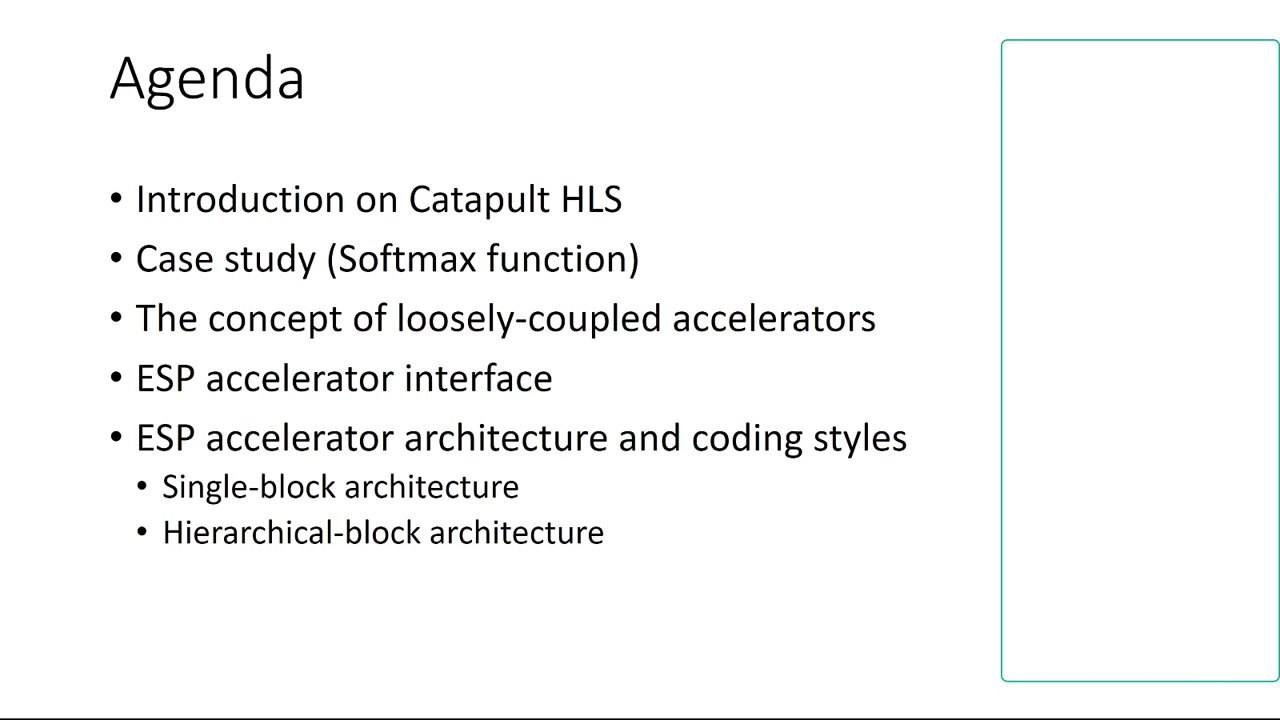 Agenda
• Introduction on Catapult HLS
• Case study (Softmax function)
• The concept of loosely-coupled accelerators
• ESP accelerator interface
• ESP accelerator architecture and coding styles
• Single-block architecture
• Hierarchical-block architecture